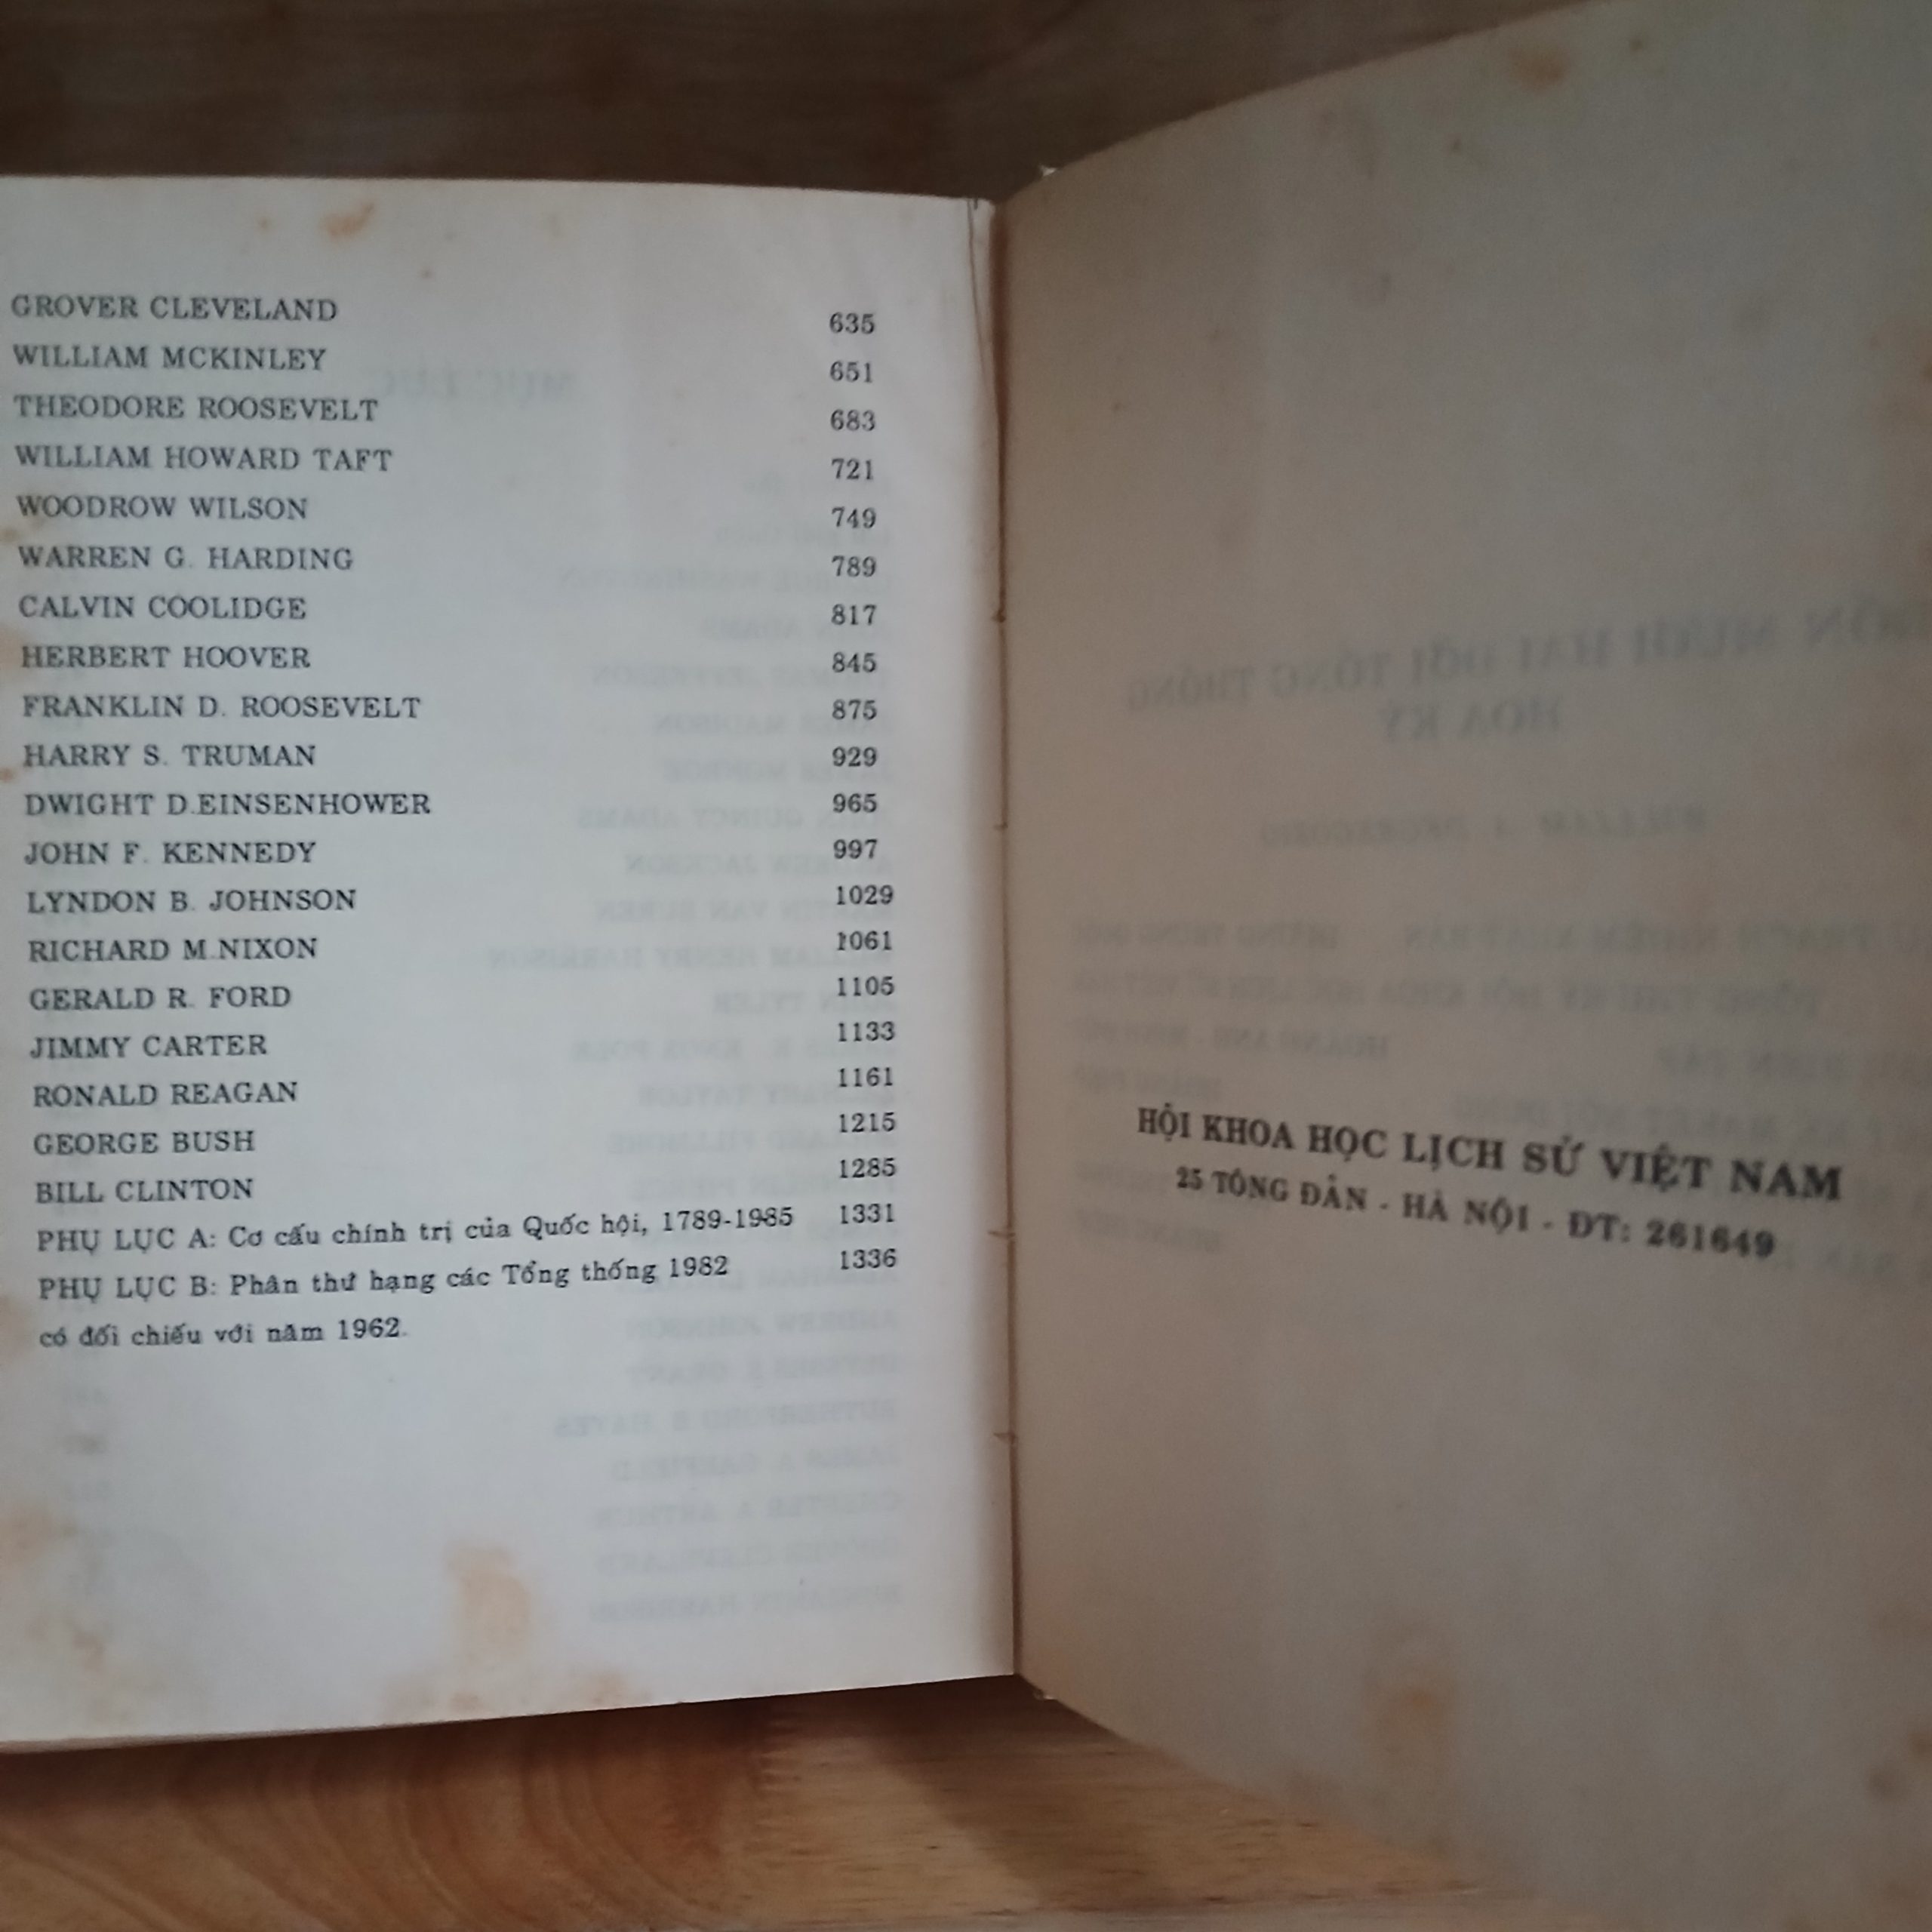 GROVER CLEVELAND 635
WILLIAM MCKINLEY 651
THEODORE ROOSEVELT 683
WILLIAM HOWARD TAFT 721
WOODROW WILSON 749
WARREN G. HARDING 789
CALVIN COOLIDGE 817
HERBERT HOOVER 845
FRANKLIN D. ROOSEVELT 875
HARRY S. TRUMAN 929
DWIGHT D.EINSENHOWER 965
JOHN F. KENNEDY 997
LYNDON B. JOHNSON 1029
RICHARD M.NIXON 1061
GERALD R. FORD 1105
JIMMY CARTER 1133
RONALD REAGAN 1161
GEORGE BUSH 1215
BILL CLINTON 1285
PHỤ LỤC A: Cơ cấu chính trị của Quốc hội, 1789-1985 1331
PHỤ LỤC B: Phân thứ hạng các Tổng thống 1982 1336
có đối chiếu với năm 1962.
HỘI KHOA HỌC LỊCH SỬ VIỆT NAM
25 TÔNG ĐẢN - HÀ NỘI - ĐT: 261649